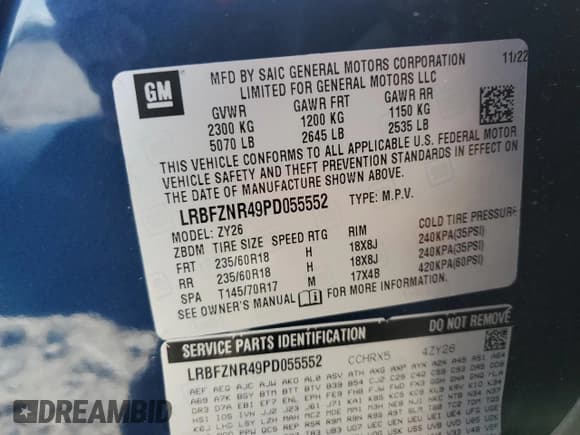 11/22
GM
MFD BY SAIC GENERAL MOTORS CORPORATION
LIMITED FOR GENERAL MOTORS LLC
GVWR GAWR FRT GAWR RR
2300 KG 1200 KG 1150 KG
5070 LB 2645 LB 2535 LB
THIS VEHICLE CONFORMS TO ALL APPLICABLE U.S. FEDERAL MOTOR
VEHICLE SAFETY AND THEFT PREVENTION STANDARDS IN EFFECT ON
THE DATE OF MANUFACTURE SHOWN ABOVE.
LRBFZNR49PD055552 TYPE: M.P.V.
MODEL: ZY26
ZBDM TIRE SIZE SPEED RTG RIM COLD TIRE PRESSURE
FRT 235/60R18 H 18X8J 240KPA(35PSI)
RR 235/60R18 H 18X8J 240KPA(35PSI)
SPA T145/70R17 M 17X4B 420KPA(60PSI)
SEE OWNER'S MANUAL FOR MORE INFORMATION.
SERVICE PARTS IDENTIFICATION DO NOT REMOVE
LRBFZNR49PD055552 CCHRX5 4ZY26
DREAMBID